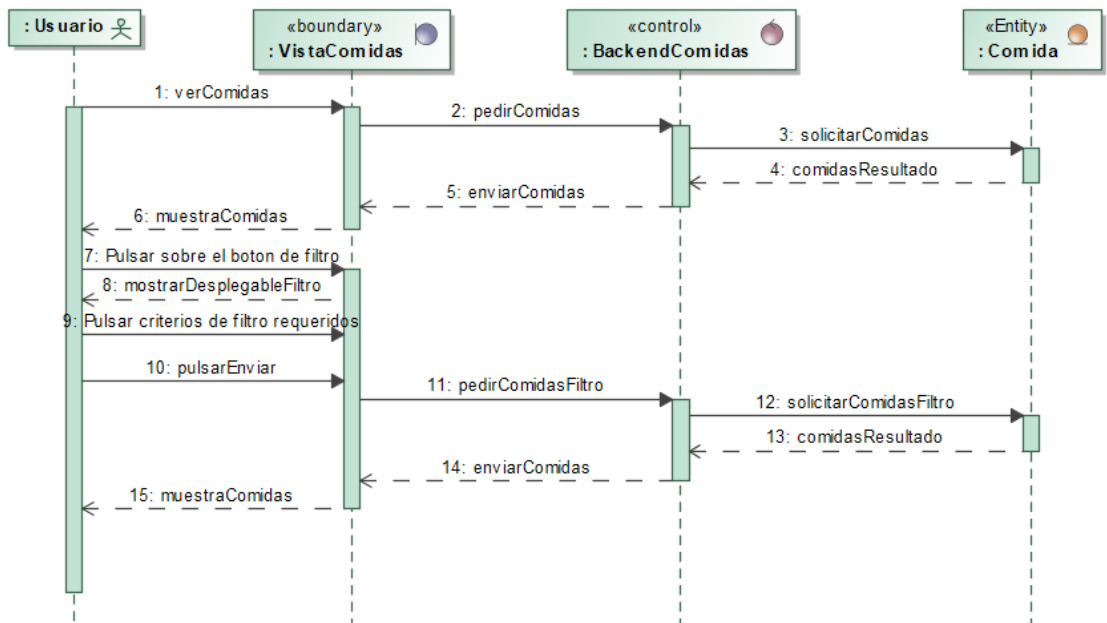 : Usuario
«boundary»
: VistaComidas
«control»
: BackendComidas
«Entity»
: Comida
1: verComidas
2: pedirComidas
3: solicitarComidas
4: comidasResultado
5: enviarComidas
6: muestraComidas
7: Pulsar sobre el boton de filtro
8: mostrarDesplegableFiltro
9: Pulsar criterios de filtro requeridos
10: pulsarEnviar
11: pedirComidasFiltro
12: solicitarComidasFiltro
13: comidasResultado
14: enviarComidas
15: muestraComidas